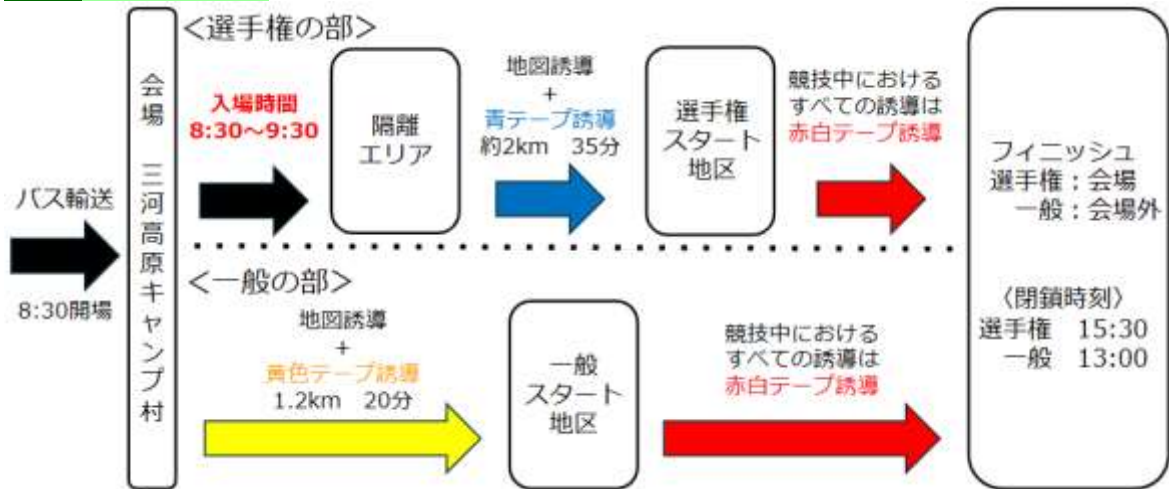 バス輸送
8:30開場
会場　三河高原キャンプ村
＜選手権の部＞
入場時間
8:30～9:30
隔離
エリア
地図誘導
+
青テープ誘導
約2km　35分
選手権
スタート
地区
競技中における
すべての誘導は
赤白テープ誘導
＜一般の部＞
地図誘導
+
黄色テープ誘導
1.2km　20分
一般
スタート
地区
競技中における
すべての誘導は
赤白テープ誘導
フィニッシュ
選手権：会場
一般：会場外
〈閉鎖時刻〉
選手権　15:30
一般　13:00